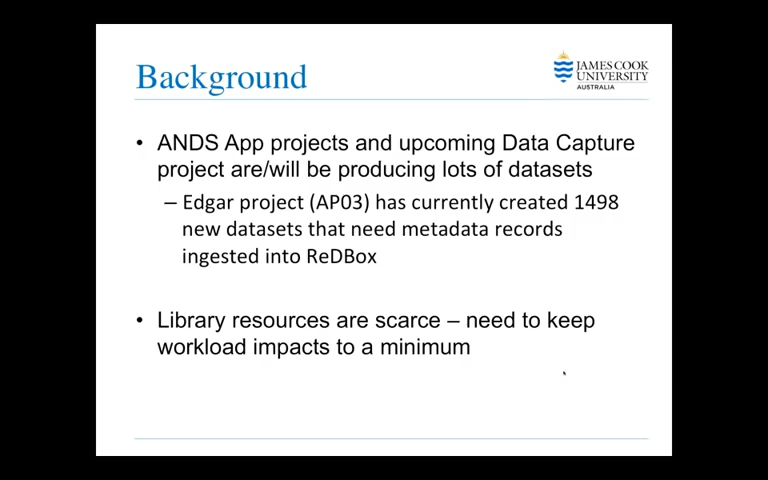 Background
JAMES COOK
UNIVERSITY
AUSTRALIA
• ANDS App projects and upcoming Data Capture
project are/will be producing lots of datasets
– Edgar project (AP03) has currently created 1498
new datasets that need metadata records
ingested into ReDBox
• Library resources are scarce – need to keep
workload impacts to a minimum